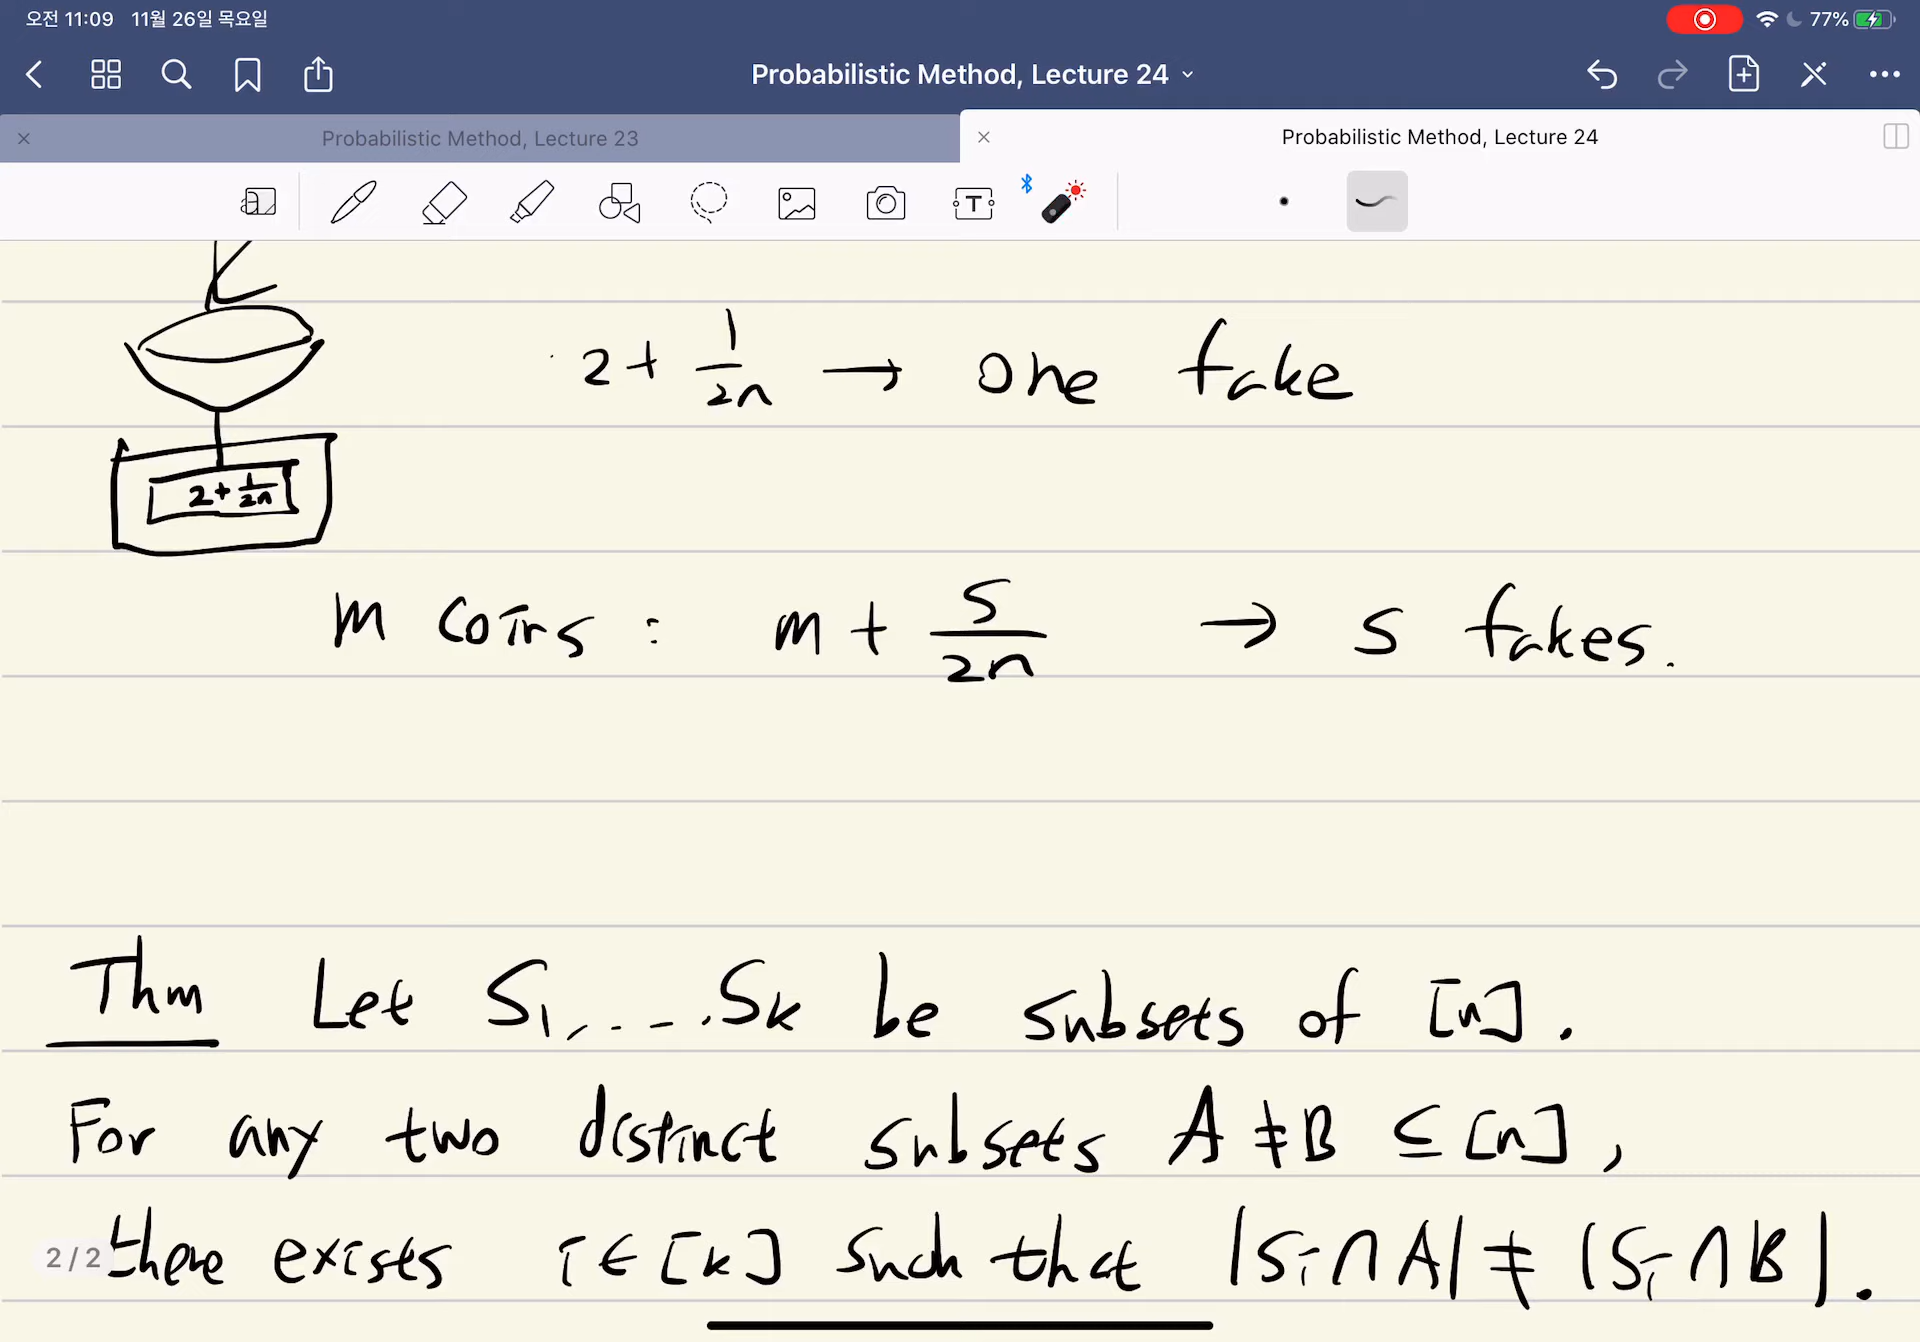 오전 11:09 11월 26일 목요일
77%
Probabilistic Method, Lecture 24
Probabilistic Method, Lecture 23
Probabilistic Method, Lecture 24
2 + 1/2n → one fake
2 + 1/2n
m coins : m + s/2n → s fakes.
Thm Let S₁, ..., Sₖ be subsets of [n].
For any two distinct subsets A ≠ B ⊆ [n],
there exists i ∈ [k] such that |Sᵢ ∩ A| ≠ |Sᵢ ∩ B|.
2 / 2